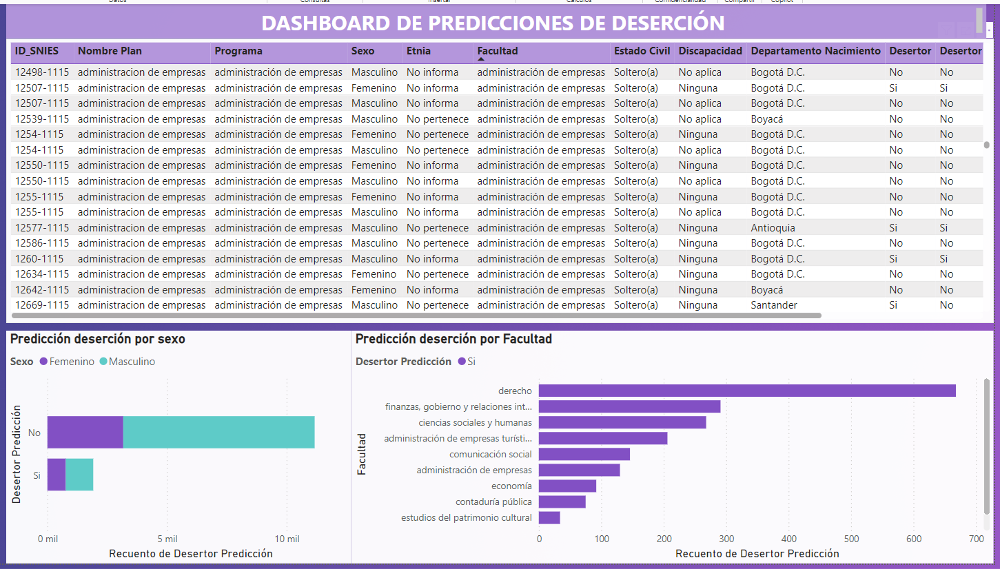 Datos Consultas Insertar Cálculos Confidencialidad Compartir Copilot
DASHBOARD DE PREDICCIONES DE DESERCIÓN
ID_SNIES Nombre Plan Programa Sexo Etnia Facultad Estado Civil Discapacidad Departamento Nacimiento Desertor Desertor
12498-1115 administracion de empresas administración de empresas Masculino No informa administración de empresas Soltero(a) No aplica Bogotá D.C. No No
12507-1115 administracion de empresas administración de empresas Femenino No informa administración de empresas Soltero(a) Ninguna Bogotá D.C. Si Si
12507-1115 administracion de empresas administración de empresas Masculino No informa administración de empresas Soltero(a) No aplica Bogotá D.C. No No
12539-1115 administracion de empresas administración de empresas Masculino No pertenece administración de empresas Soltero(a) No aplica Boyacá No No
1254-1115 administracion de empresas administración de empresas Femenino No pertenece administración de empresas Soltero(a) Ninguna Bogotá D.C. No No
1254-1115 administracion de empresas administración de empresas Masculino No pertenece administración de empresas Soltero(a) No aplica Bogotá D.C. No No
12550-1115 administracion de empresas administración de empresas Femenino No informa administración de empresas Soltero(a) Ninguna Bogotá D.C. No No
12550-1115 administracion de empresas administración de empresas Masculino No informa administración de empresas Soltero(a) No aplica Bogotá D.C. No No
1255-1115 administracion de empresas administración de empresas Femenino No informa administración de empresas Soltero(a) Ninguna Bogotá D.C. No No
1255-1115 administracion de empresas administración de empresas Masculino No informa administración de empresas Soltero(a) No aplica Bogotá D.C. No No
12577-1115 administracion de empresas administración de empresas Masculino No pertenece administración de empresas Soltero(a) Ninguna Antioquia Si Si
12586-1115 administracion de empresas administración de empresas Masculino No pertenece administración de empresas Soltero(a) Ninguna Bogotá D.C. No No
1260-1115 administracion de empresas administración de empresas Masculino No informa administración de empresas Soltero(a) Ninguna Bogotá D.C. Si Si
12634-1115 administracion de empresas administración de empresas Femenino No pertenece administración de empresas Soltero(a) Ninguna Bogotá D.C. No No
12642-1115 administracion de empresas administración de empresas Femenino No informa administración de empresas Soltero(a) Ninguna Boyacá No No
12669-1115 administracion de empresas administración de empresas Masculino No pertenece administración de empresas Soltero(a) Ninguna Santander Si No
Predicción deserción por sexo
Sexo Femenino Masculino
Desertor Predicción
No
Si
0 mil 5 mil 10 mil
Recuento de Desertor Predicción
Predicción deserción por Facultad
Desertor Predicción Si
Facultad
derecho
finanzas, gobierno y relaciones int...
ciencias sociales y humanas
administración de empresas turísti...
comunicación social
administración de empresas
economía
contaduría pública
estudios del patrimonio cultural
0 100 200 300 400 500 600 700
Recuento de Desertor Predicción